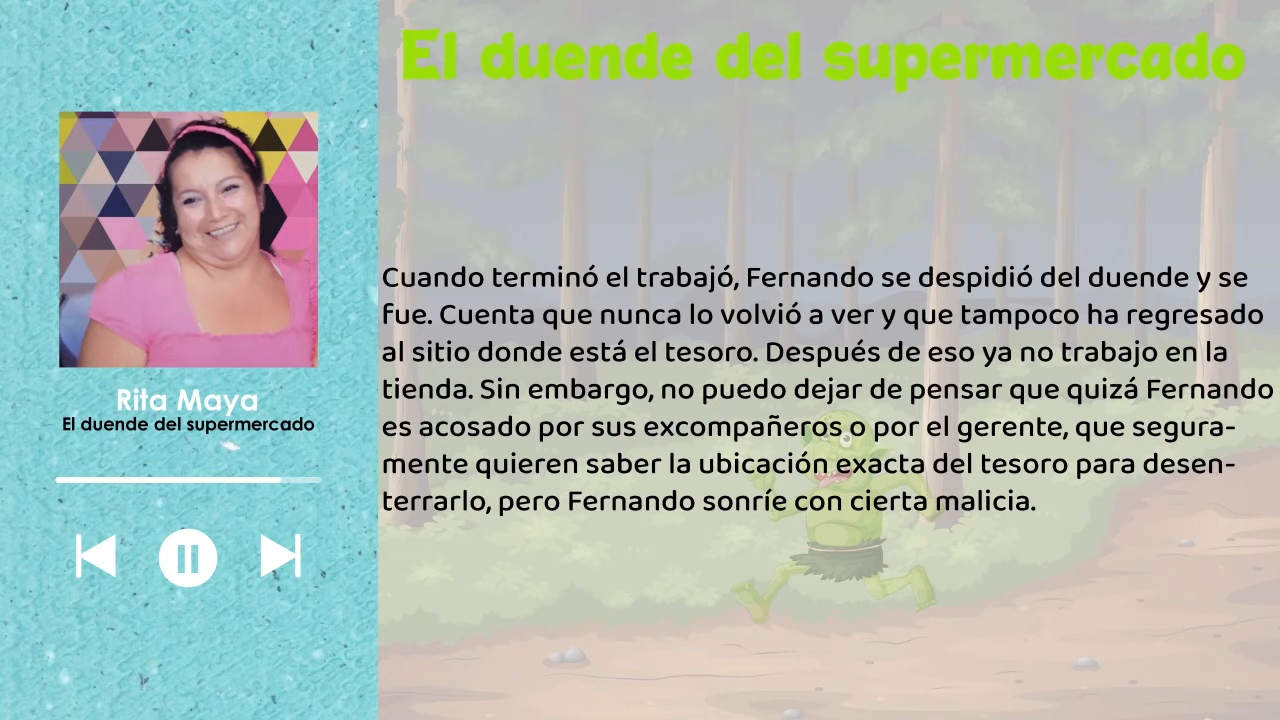 El duende del supermercado
Cuando terminó el trabajó, Fernando se despidió del duende y se
fue. Cuenta que nunca lo volvió a ver y que tampoco ha regresado
al sitio donde está el tesoro. Después de eso ya no trabajo en la
tienda. Sin embargo, no puedo dejar de pensar que quizá Fernando
es acosado por sus excompañeros o por el gerente, que segura-
mente quieren saber la ubicación exacta del tesoro para desen-
terrarlo, pero Fernando sonríe con cierta malicia.
Rita Maya
El duende del supermercado